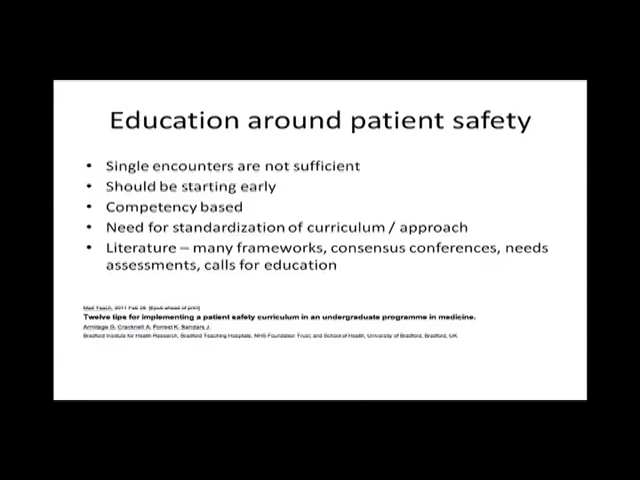 Education around patient safety
• Single encounters are not sufficient
• Should be starting early
• Competency based
• Need for standardization of curriculum / approach
• Literature – many frameworks, consensus conferences, needs
assessments, calls for education
Med Teach. 2011 Feb 28. [Epub ahead of print]
Twelve tips for implementing a patient safety curriculum in an undergraduate programme in medicine.
Armitage G, Cracknell A, Forrest K, Sandars J.
Bradford Institute for Health Research, Bradford Teaching Hospitals, NHS Foundation Trust, and School of Health, University of Bradford, Bradford, UK.